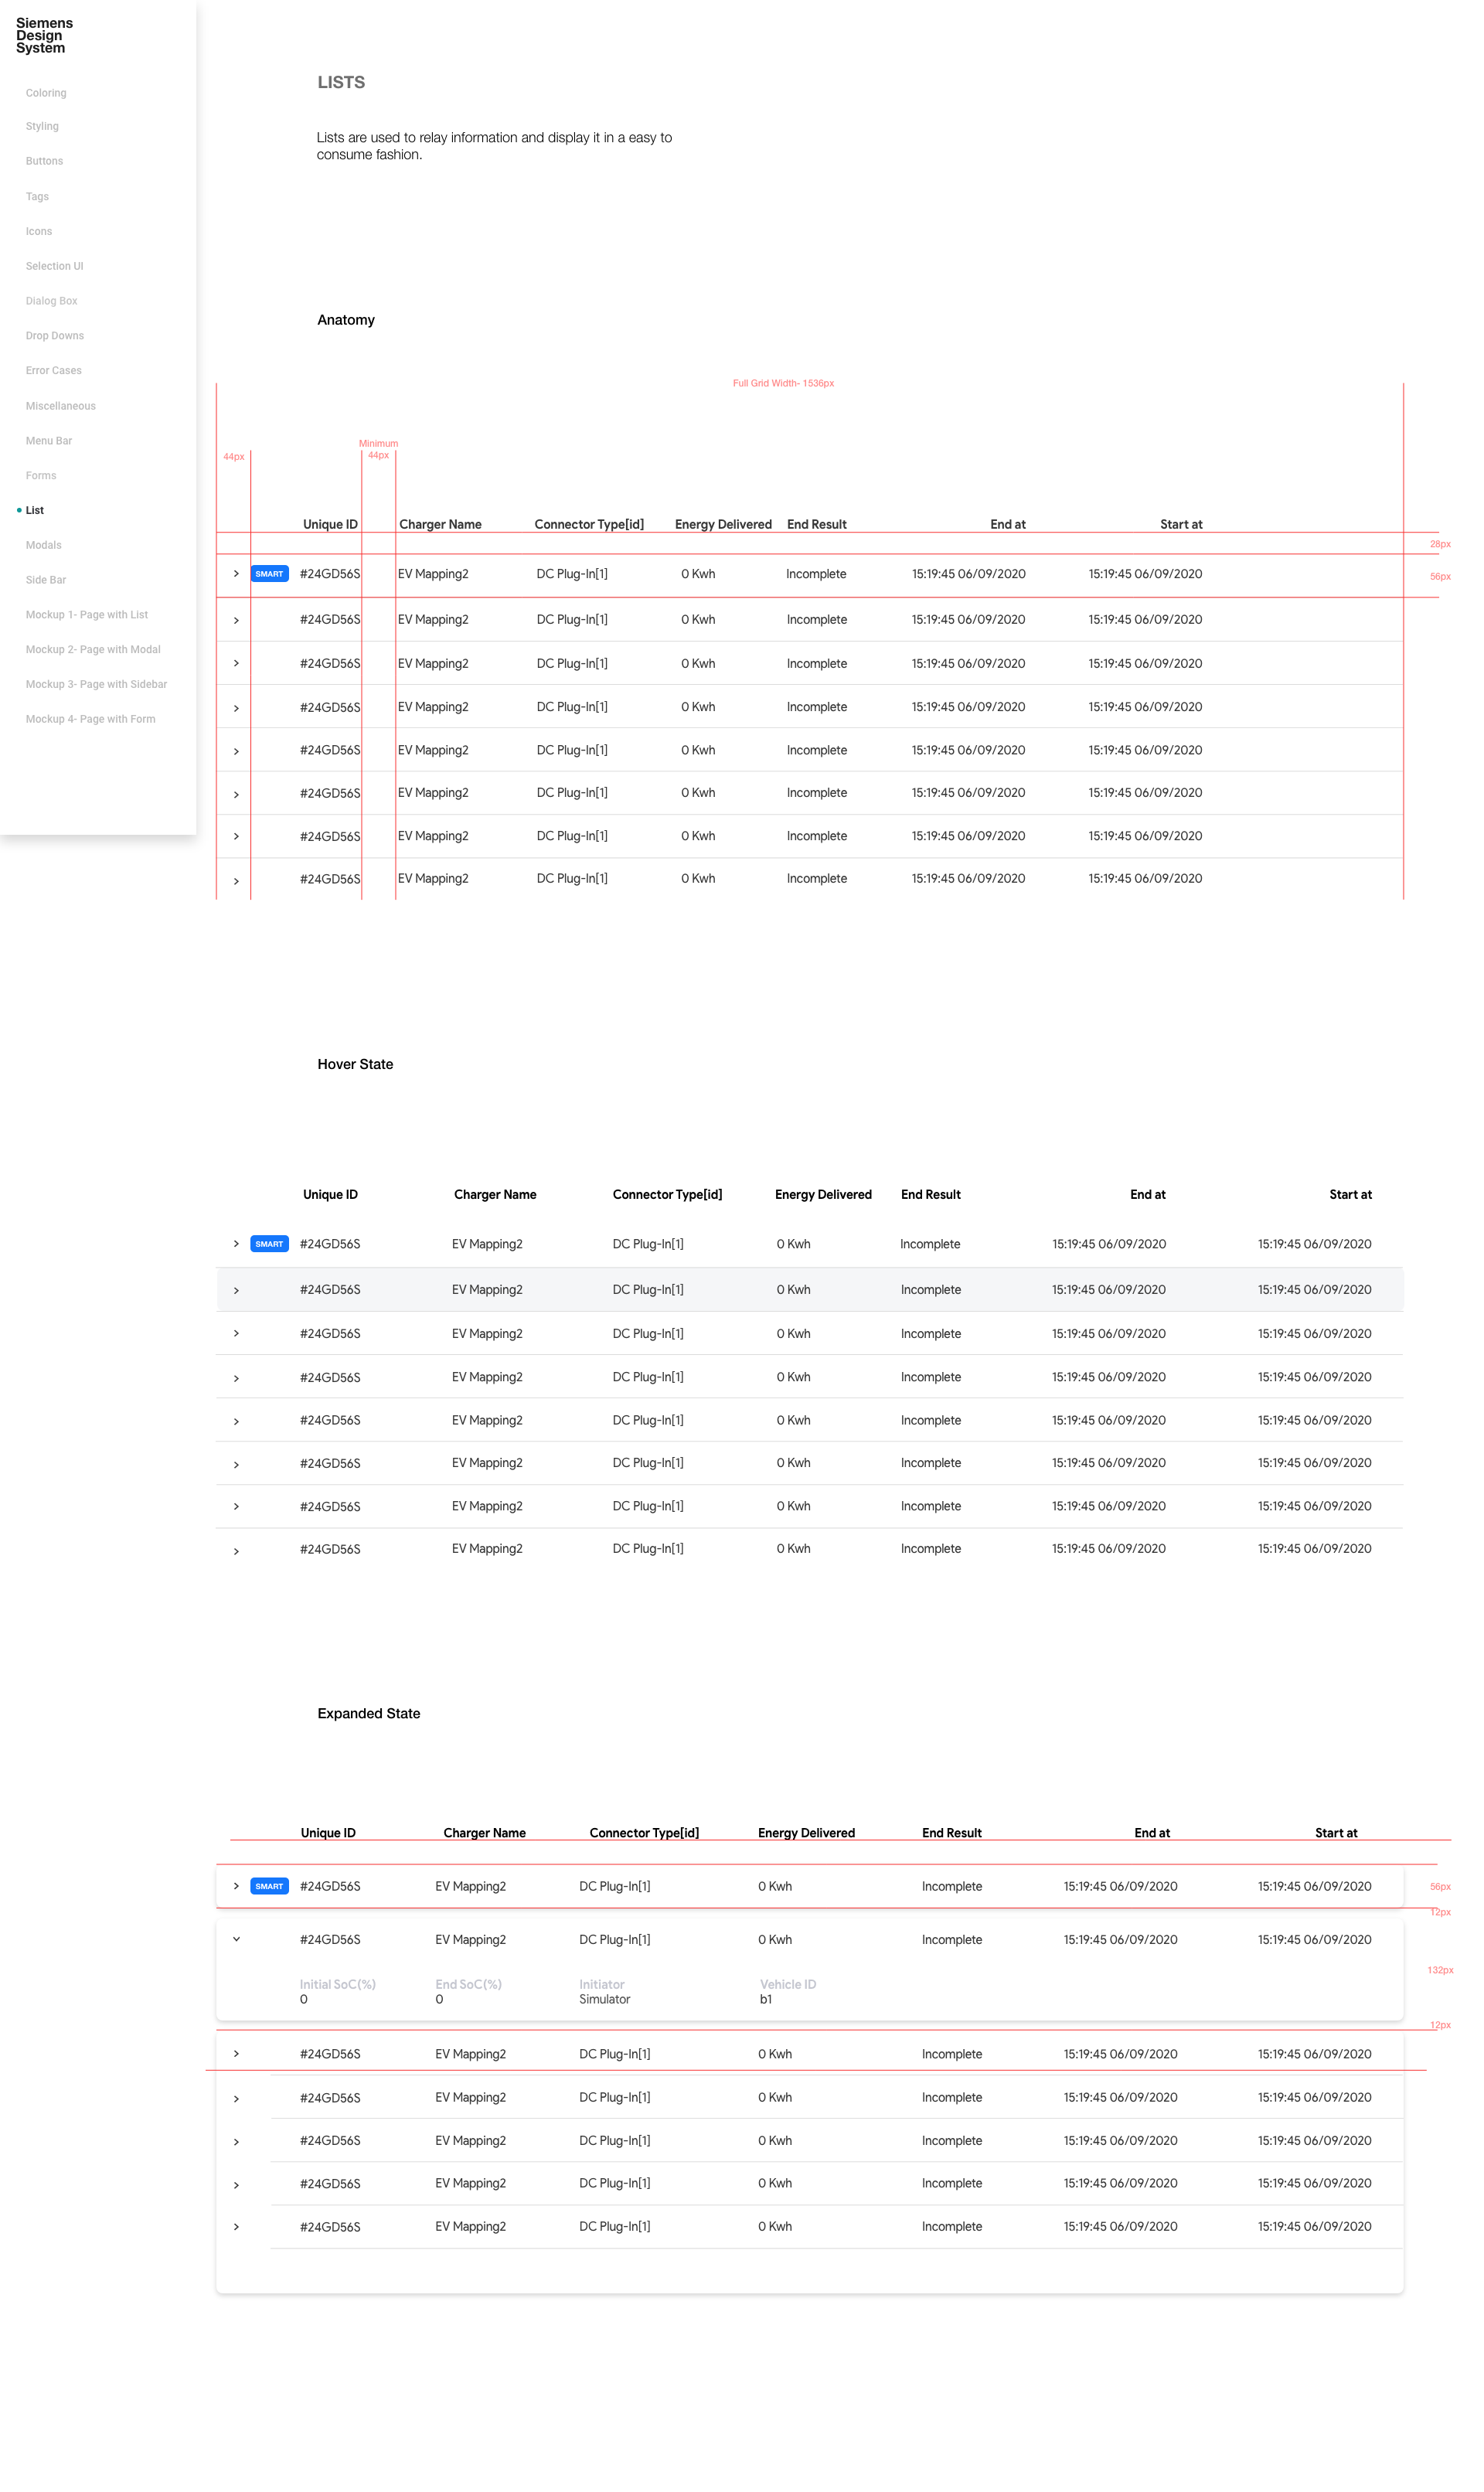 Siemens
Design
System
Coloring
Styling
Buttons
Tags
Icons
Selection UI
Dialog Box
Drop Downs
Error Cases
Miscellaneous
Menu Bar
Forms
List
Modals
Side Bar
Mockup 1- Page with List
Mockup 2- Page with Modal
Mockup 3- Page with Sidebar
Mockup 4- Page with Form
LISTS
Lists are used to relay information and display it in a easy to
consume fashion.
Anatomy
Full Grid Width- 1536px
Minimum
44px 44px
Unique ID Charger Name Connector Type[id] Energy Delivered End Result End at Start at
28px
SMART #24GD56S EV Mapping2 DC Plug-In[1] 0 Kwh Incomplete 15:19:45 06/09/2020 15:19:45 06/09/2020 56px
#24GD56S EV Mapping2 DC Plug-In[1] 0 Kwh Incomplete 15:19:45 06/09/2020 15:19:45 06/09/2020
#24GD56S EV Mapping2 DC Plug-In[1] 0 Kwh Incomplete 15:19:45 06/09/2020 15:19:45 06/09/2020
#24GD56S EV Mapping2 DC Plug-In[1] 0 Kwh Incomplete 15:19:45 06/09/2020 15:19:45 06/09/2020
#24GD56S EV Mapping2 DC Plug-In[1] 0 Kwh Incomplete 15:19:45 06/09/2020 15:19:45 06/09/2020
#24GD56S EV Mapping2 DC Plug-In[1] 0 Kwh Incomplete 15:19:45 06/09/2020 15:19:45 06/09/2020
#24GD56S EV Mapping2 DC Plug-In[1] 0 Kwh Incomplete 15:19:45 06/09/2020 15:19:45 06/09/2020
#24GD56S EV Mapping2 DC Plug-In[1] 0 Kwh Incomplete 15:19:45 06/09/2020 15:19:45 06/09/2020
Hover State
Unique ID Charger Name Connector Type[id] Energy Delivered End Result End at Start at
SMART #24GD56S EV Mapping2 DC Plug-In[1] 0 Kwh Incomplete 15:19:45 06/09/2020 15:19:45 06/09/2020
#24GD56S EV Mapping2 DC Plug-In[1] 0 Kwh Incomplete 15:19:45 06/09/2020 15:19:45 06/09/2020
#24GD56S EV Mapping2 DC Plug-In[1] 0 Kwh Incomplete 15:19:45 06/09/2020 15:19:45 06/09/2020
#24GD56S EV Mapping2 DC Plug-In[1] 0 Kwh Incomplete 15:19:45 06/09/2020 15:19:45 06/09/2020
#24GD56S EV Mapping2 DC Plug-In[1] 0 Kwh Incomplete 15:19:45 06/09/2020 15:19:45 06/09/2020
#24GD56S EV Mapping2 DC Plug-In[1] 0 Kwh Incomplete 15:19:45 06/09/2020 15:19:45 06/09/2020
#24GD56S EV Mapping2 DC Plug-In[1] 0 Kwh Incomplete 15:19:45 06/09/2020 15:19:45 06/09/2020
#24GD56S EV Mapping2 DC Plug-In[1] 0 Kwh Incomplete 15:19:45 06/09/2020 15:19:45 06/09/2020
Expanded State
Unique ID Charger Name Connector Type[id] Energy Delivered End Result End at Start at
SMART #24GD56S EV Mapping2 DC Plug-In[1] 0 Kwh Incomplete 15:19:45 06/09/2020 15:19:45 06/09/2020 56px
12px
#24GD56S EV Mapping2 DC Plug-In[1] 0 Kwh Incomplete 15:19:45 06/09/2020 15:19:45 06/09/2020
132px
Initial SoC(%) End SoC(%) Initiator Vehicle ID
0 0 Simulator b1
12px
#24GD56S EV Mapping2 DC Plug-In[1] 0 Kwh Incomplete 15:19:45 06/09/2020 15:19:45 06/09/2020
#24GD56S EV Mapping2 DC Plug-In[1] 0 Kwh Incomplete 15:19:45 06/09/2020 15:19:45 06/09/2020
#24GD56S EV Mapping2 DC Plug-In[1] 0 Kwh Incomplete 15:19:45 06/09/2020 15:19:45 06/09/2020
#24GD56S EV Mapping2 DC Plug-In[1] 0 Kwh Incomplete 15:19:45 06/09/2020 15:19:45 06/09/2020
#24GD56S EV Mapping2 DC Plug-In[1] 0 Kwh Incomplete 15:19:45 06/09/2020 15:19:45 06/09/2020